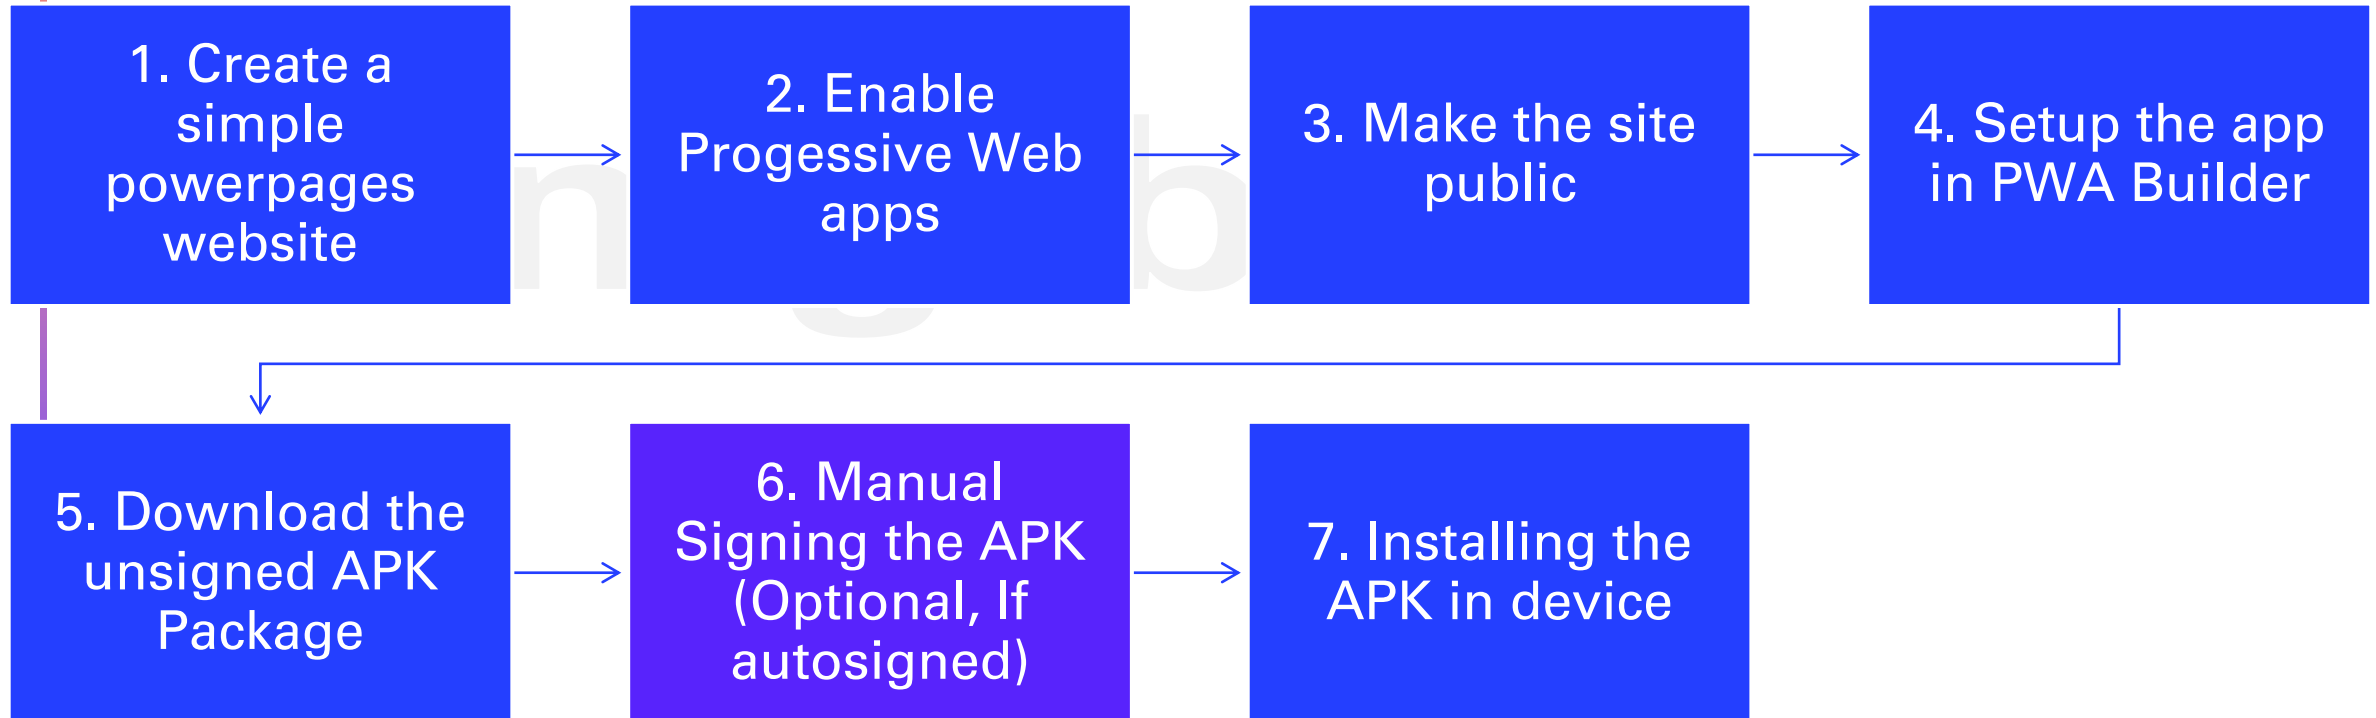 1. Create a
simple
powerpages
website
2. Enable
Progessive Web
apps
3. Make the site
public
4. Setup the app
in PWA Builder
5. Download the
unsigned APK
Package
6. Manual
Signing the APK
(Optional, If
autosigned)
7. Installing the
APK in device